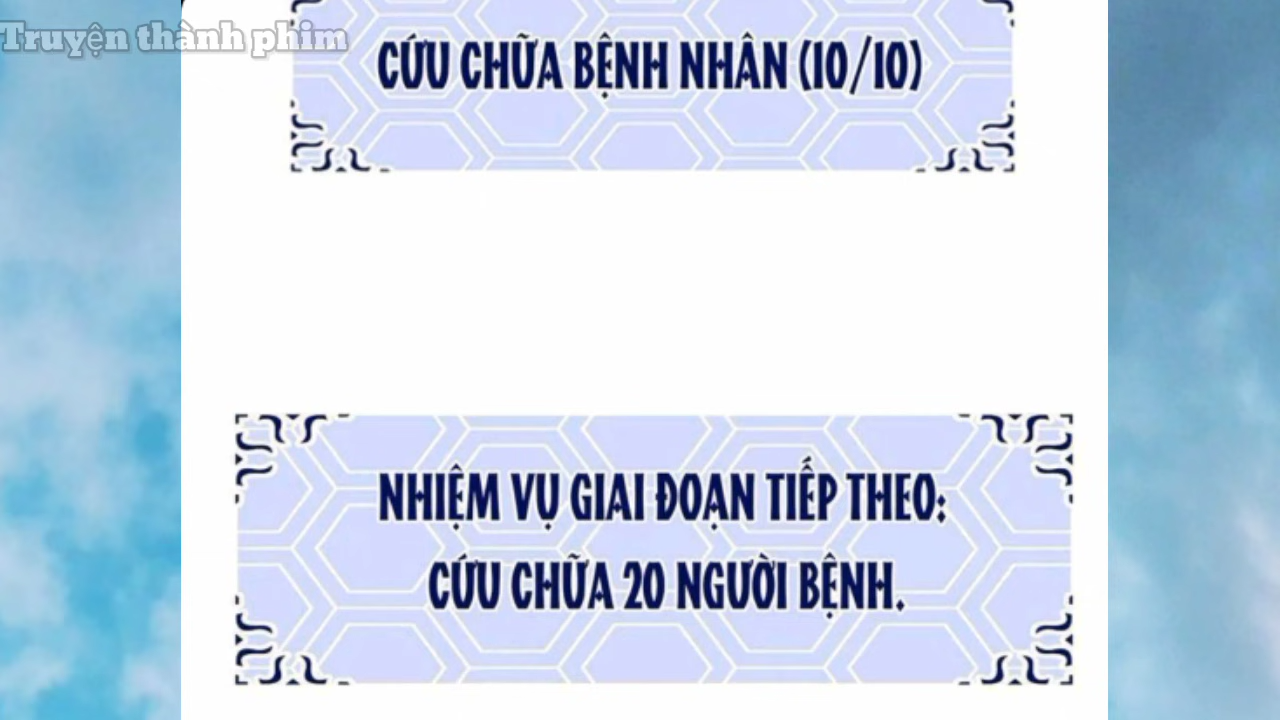 Truyện thành phim
CỨU CHỮA BỆNH NHÂN (10/10)
NHIỆM VỤ GIAI ĐOẠN TIẾP THEO:
CỨU CHỮA 20 NGƯỜI BỆNH.